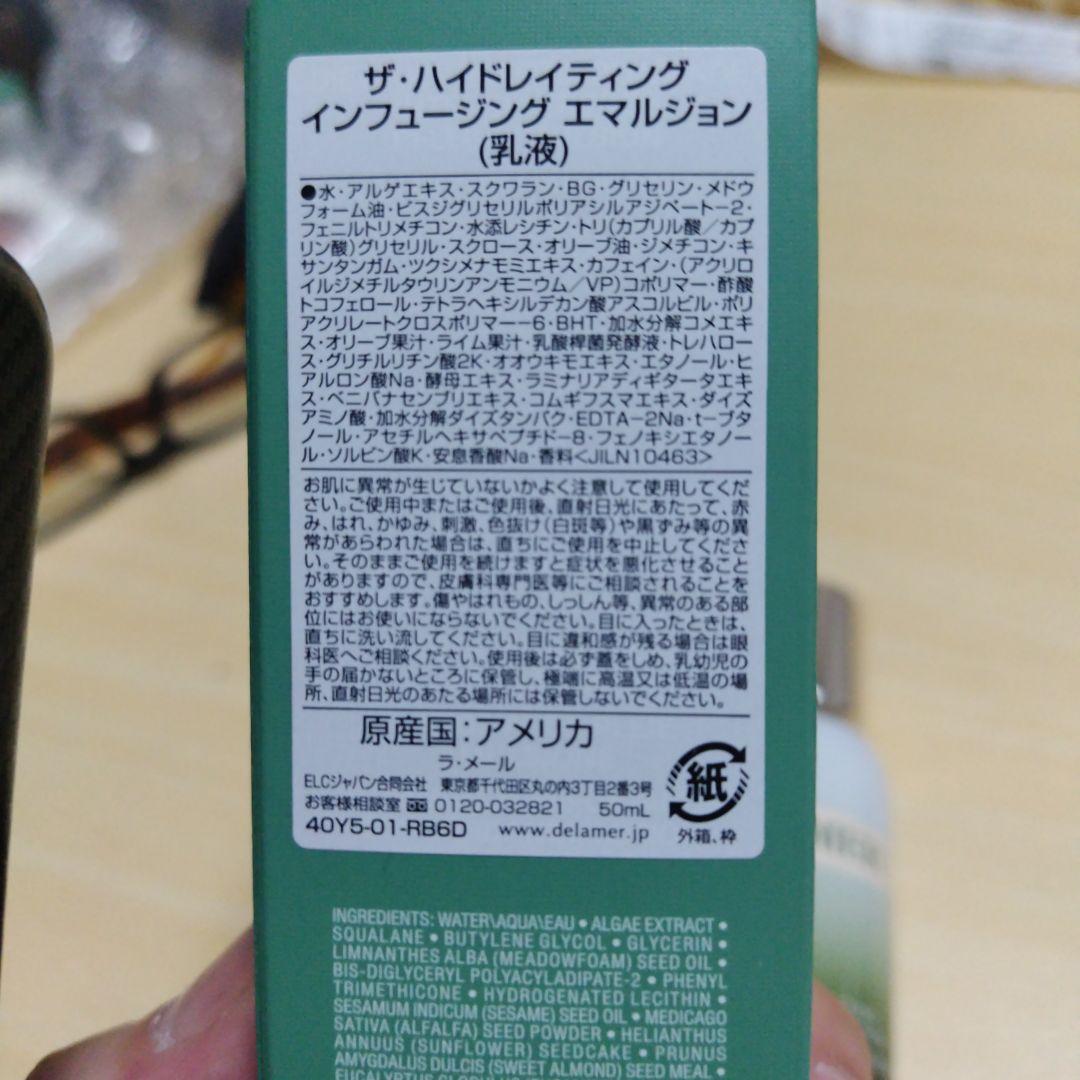 ザ・ハイドレイティング
インフュージング エマルジョン
(乳液)
●水・アルゲエキス・スクワラン・BG・グリセリン・メドウ
フォーム油・ビスジグリセリルポリアシルアジペート-2・
フェニルトリメチコン・水添レシチン・トリ(カプリル酸／カプ
リン酸)グリセリル・スクロース・オリーブ油・ジメチコン・キ
サンタンガム・ツクシメナモミエキス・カフェイン・(アクリロ
イルジメチルタウリンアンモニウム／VP)コポリマー・酢酸
トコフェロール・テトラヘキシルデカン酸アスコルビル・ポリ
アクリレートクロスポリマー-6・BHT・加水分解コメエキ
ス・オリーブ果汁・ライム果汁・乳酸桿菌発酵液・トレハロー
ス・グリチルリチン酸2K・オオウキモエキス・エタノール・ヒ
アルロン酸Na・酵母エキス・ラミナリアディギタータエキ
ス・ベニバナセンブリエキス・コムギフスマエキス・ダイズ
アミノ酸・加水分解ダイズタンパク・EDTA-2Na・t-ブタ
ノール・アセチルヘキサペプチド-8・フェノキシエタノー
ル・ソルビン酸K・安息香酸Na・香料<JILN10463>
お肌に異常が生じていないかよく注意して使用してくだ
さい。ご使用中またはご使用後、直射日光にあたって、赤
み、はれ、かゆみ、刺激、色抜け(白斑等)や黒ずみ等の異
常があらわれた場合は、直ちにご使用を中止してくださ
い。そのままご使用を続けますと症状を悪化させること
がありますので、皮膚科専門医等にご相談されることを
おすすめします。傷やはれもの、しっしん等、異常のある部
位にはお使いにならないでください。目に入ったときは、
直ちに洗い流してください。目に違和感が残る場合は眼
科医へご相談ください。使用後は必ず蓋をしめ、乳幼児の
手の届かないところに保管し、極端に高温又は低温の場
所、直射日光のあたる場所には保管しないでください。
原産国：アメリカ
ラ・メール
ELCジャパン合同会社 東京都千代田区丸の内3丁目2番3号
お客様相談室 0120-032821 50mL
40Y5-01-RB6D www.delamer.jp
紙
外箱、枠
INGREDIENTS: WATER\AQUA\EAU • ALGAE EXTRACT •
SQUALANE • BUTYLENE GLYCOL • GLYCERIN •
LIMNANTHES ALBA (MEADOWFOAM) SEED OIL •
BIS-DIGLYCERYL POLYACYLADIPATE-2 • PHENYL
TRIMETHICONE • HYDROGENATED LECITHIN •
SESAMUM INDICUM (SESAME) SEED OIL • MEDICAGO
SATIVA (ALFALFA) SEED POWDER • HELIANTHUS
ANNUUS (SUNFLOWER) SEEDCAKE • PRUNUS
AMYGDALUS DULCIS (SWEET ALMOND) SEED MEAL •